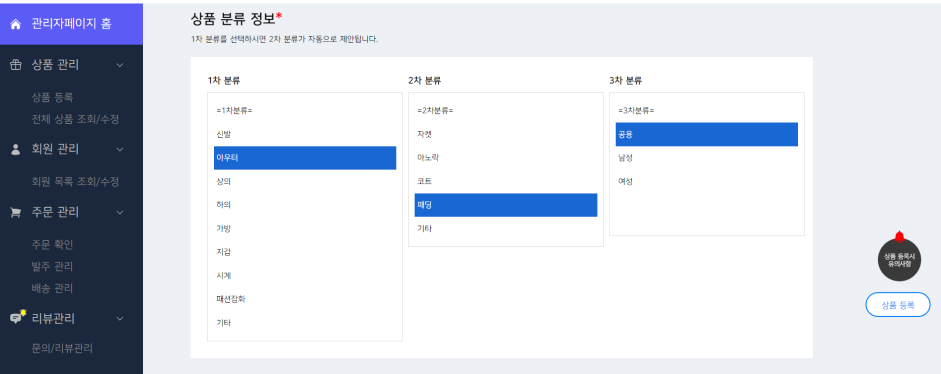 관리자페이지 홈
상품 관리
상품 등록
전체 상품 조회/수정
회원 관리
회원 목록 조회/수정
주문 관리
주문 확인
발주 관리
배송 관리
리뷰관리
문의/리뷰관리
상품 분류 정보*
1차 분류를 선택하시면 2차 분류가 자동으로 제안됩니다.
1차 분류
=1차분류=
신발
아우터
상의
하의
가방
지갑
시계
패션잡화
기타
2차 분류
=2차분류=
자켓
아노락
코트
패딩
기타
3차 분류
=3차분류=
공용
남성
여성
상품 등록시
유의사항
상품 등록